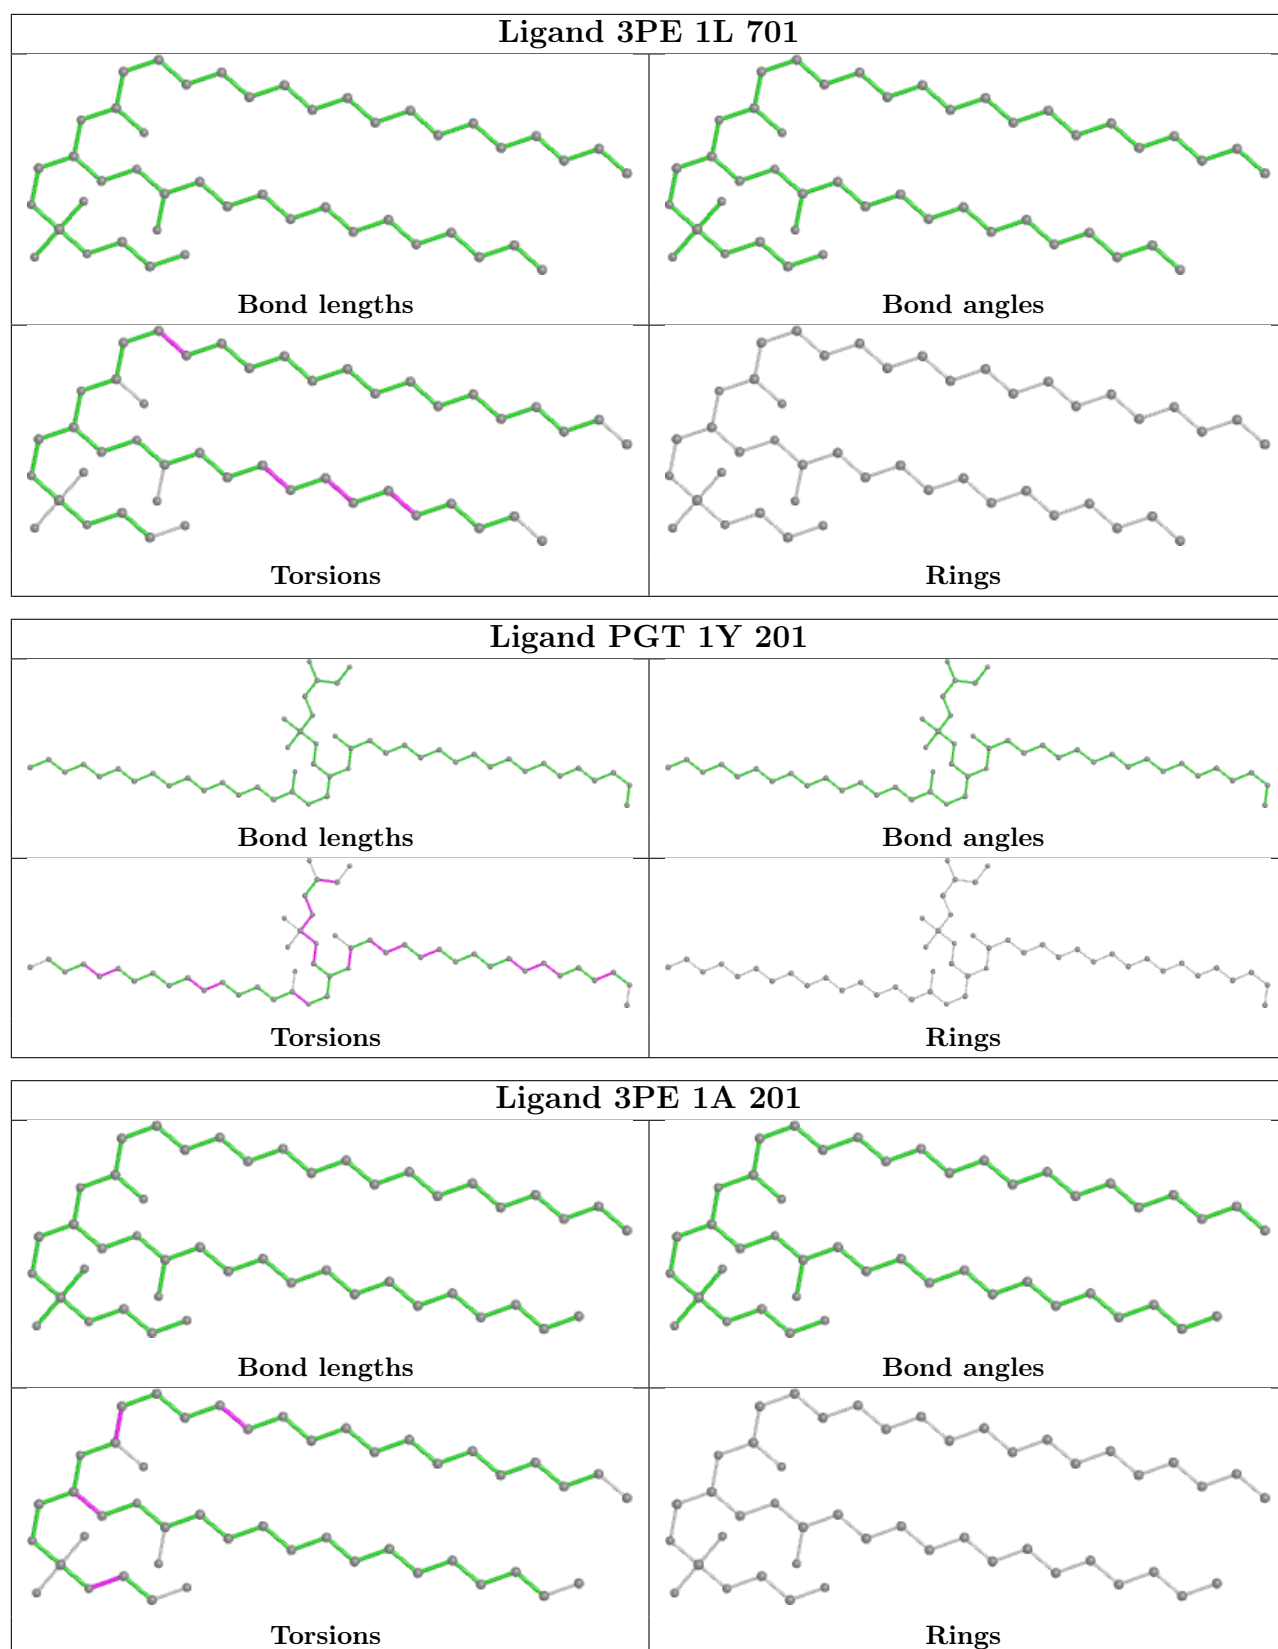 Ligand 3PE 1L 701
Bond lengths
Bond angles
Torsions
Rings
Ligand PGT 1Y 201
Bond lengths
Bond angles
Torsions
Rings
Ligand 3PE 1A 201
Bond lengths
Bond angles
Torsions
Rings